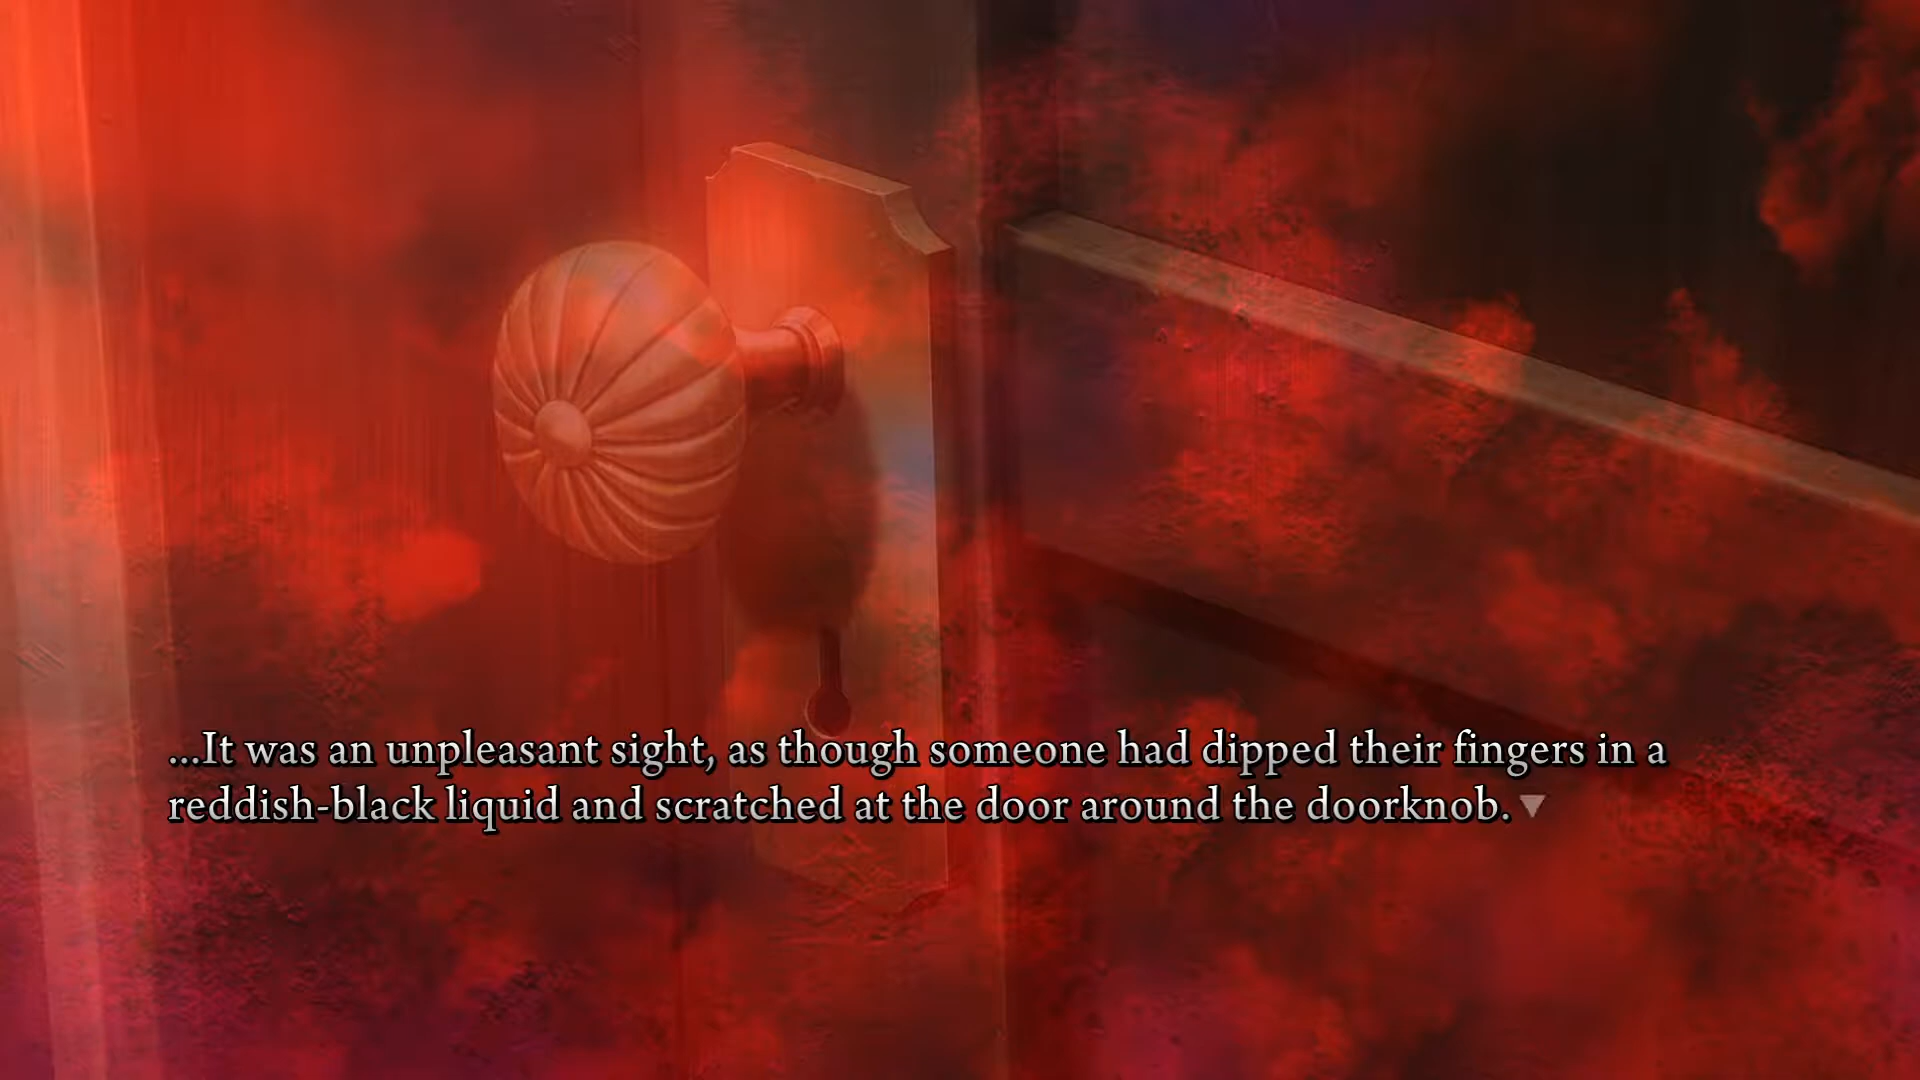 ...It was an unpleasant sight, as though someone had dipped their fingers in a
reddish-black liquid and scratched at the door around the doorknob.